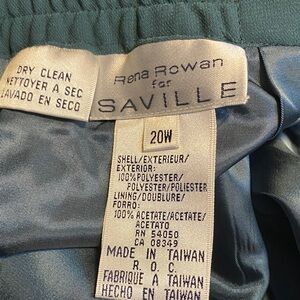 DRY CLEAN
NETTOYER A SEC
LAVADO EN SECO
Rena Rowan
for
SAVILLE
20W
SHELL/EXTERIEUR/
EXTERIOR:
100%POLYESTER/
POLYESTER/POLIESTER
LINING/DOUBLURE/
FORRO:
100% ACETATE/ACETATE/
ACETATO
RN 54050
CA 08349
MADE IN TAIWAN
R. O. C.
FABRIQUE A TAIWAN
HECHO EN TAIWAN